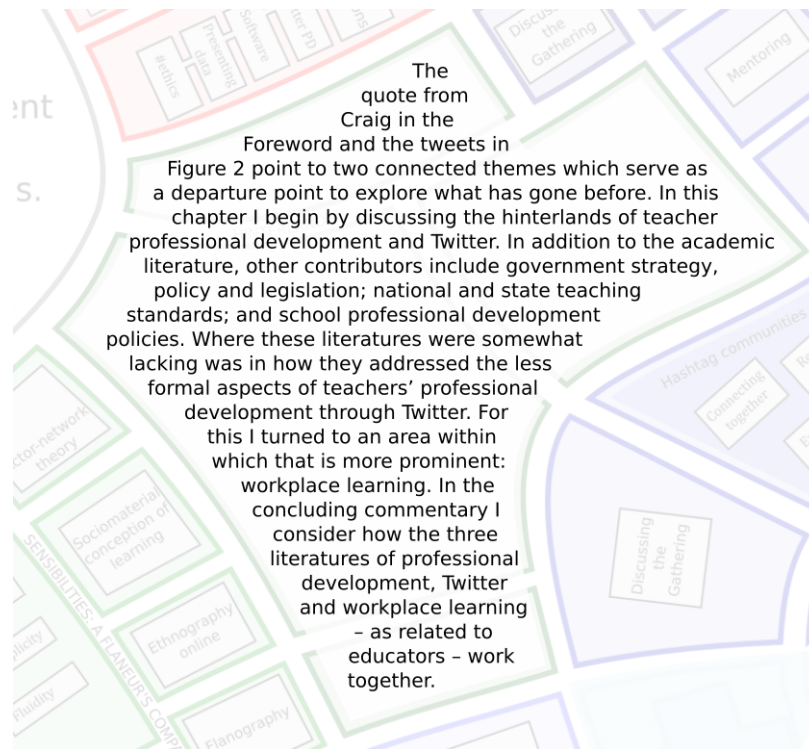 The
quote from
Craig in the
Foreword and the tweets in
Figure 2 point to two connected themes which serve as
a departure point to explore what has gone before. In this
chapter I begin by discussing the hinterlands of teacher
professional development and Twitter. In addition to the academic
literature, other contributors include government strategy,
policy and legislation; national and state teaching
standards; and school professional development
policies. Where these literatures were somewhat
lacking was in how they addressed the less
formal aspects of teachers’ professional
development through Twitter. For
this I turned to an area within
which that is more prominent:
workplace learning. In the
concluding commentary I
consider how the three
literatures of professional
development, Twitter
and workplace learning
– as related to
educators – work
together.
#ethics
Presenting
data
Software
PD
Discussing
the
Gathering
Mentoring
Hashtag communities
Connecting
together
Discussing
the
Gathering
theory
Sociomaterial
conception of
learning
Ethnography
online
Flanography
Fluidity
SENSIBILITIES: A FLANEUR'S
s.